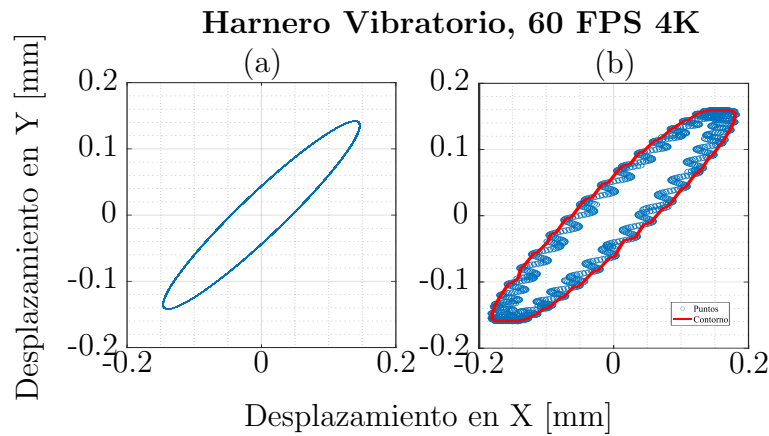 Harnero Vibratorio, 60 FPS 4K
(a)
(b)
Desplazamiento en Y [mm]
0.2
0.1
0
-0.1
-0.2
-0.2
0
0.2
0.2
0.1
0
-0.1
-0.2
-0.2
0
0.2
Puntos
Contorno
Desplazamiento en X [mm]